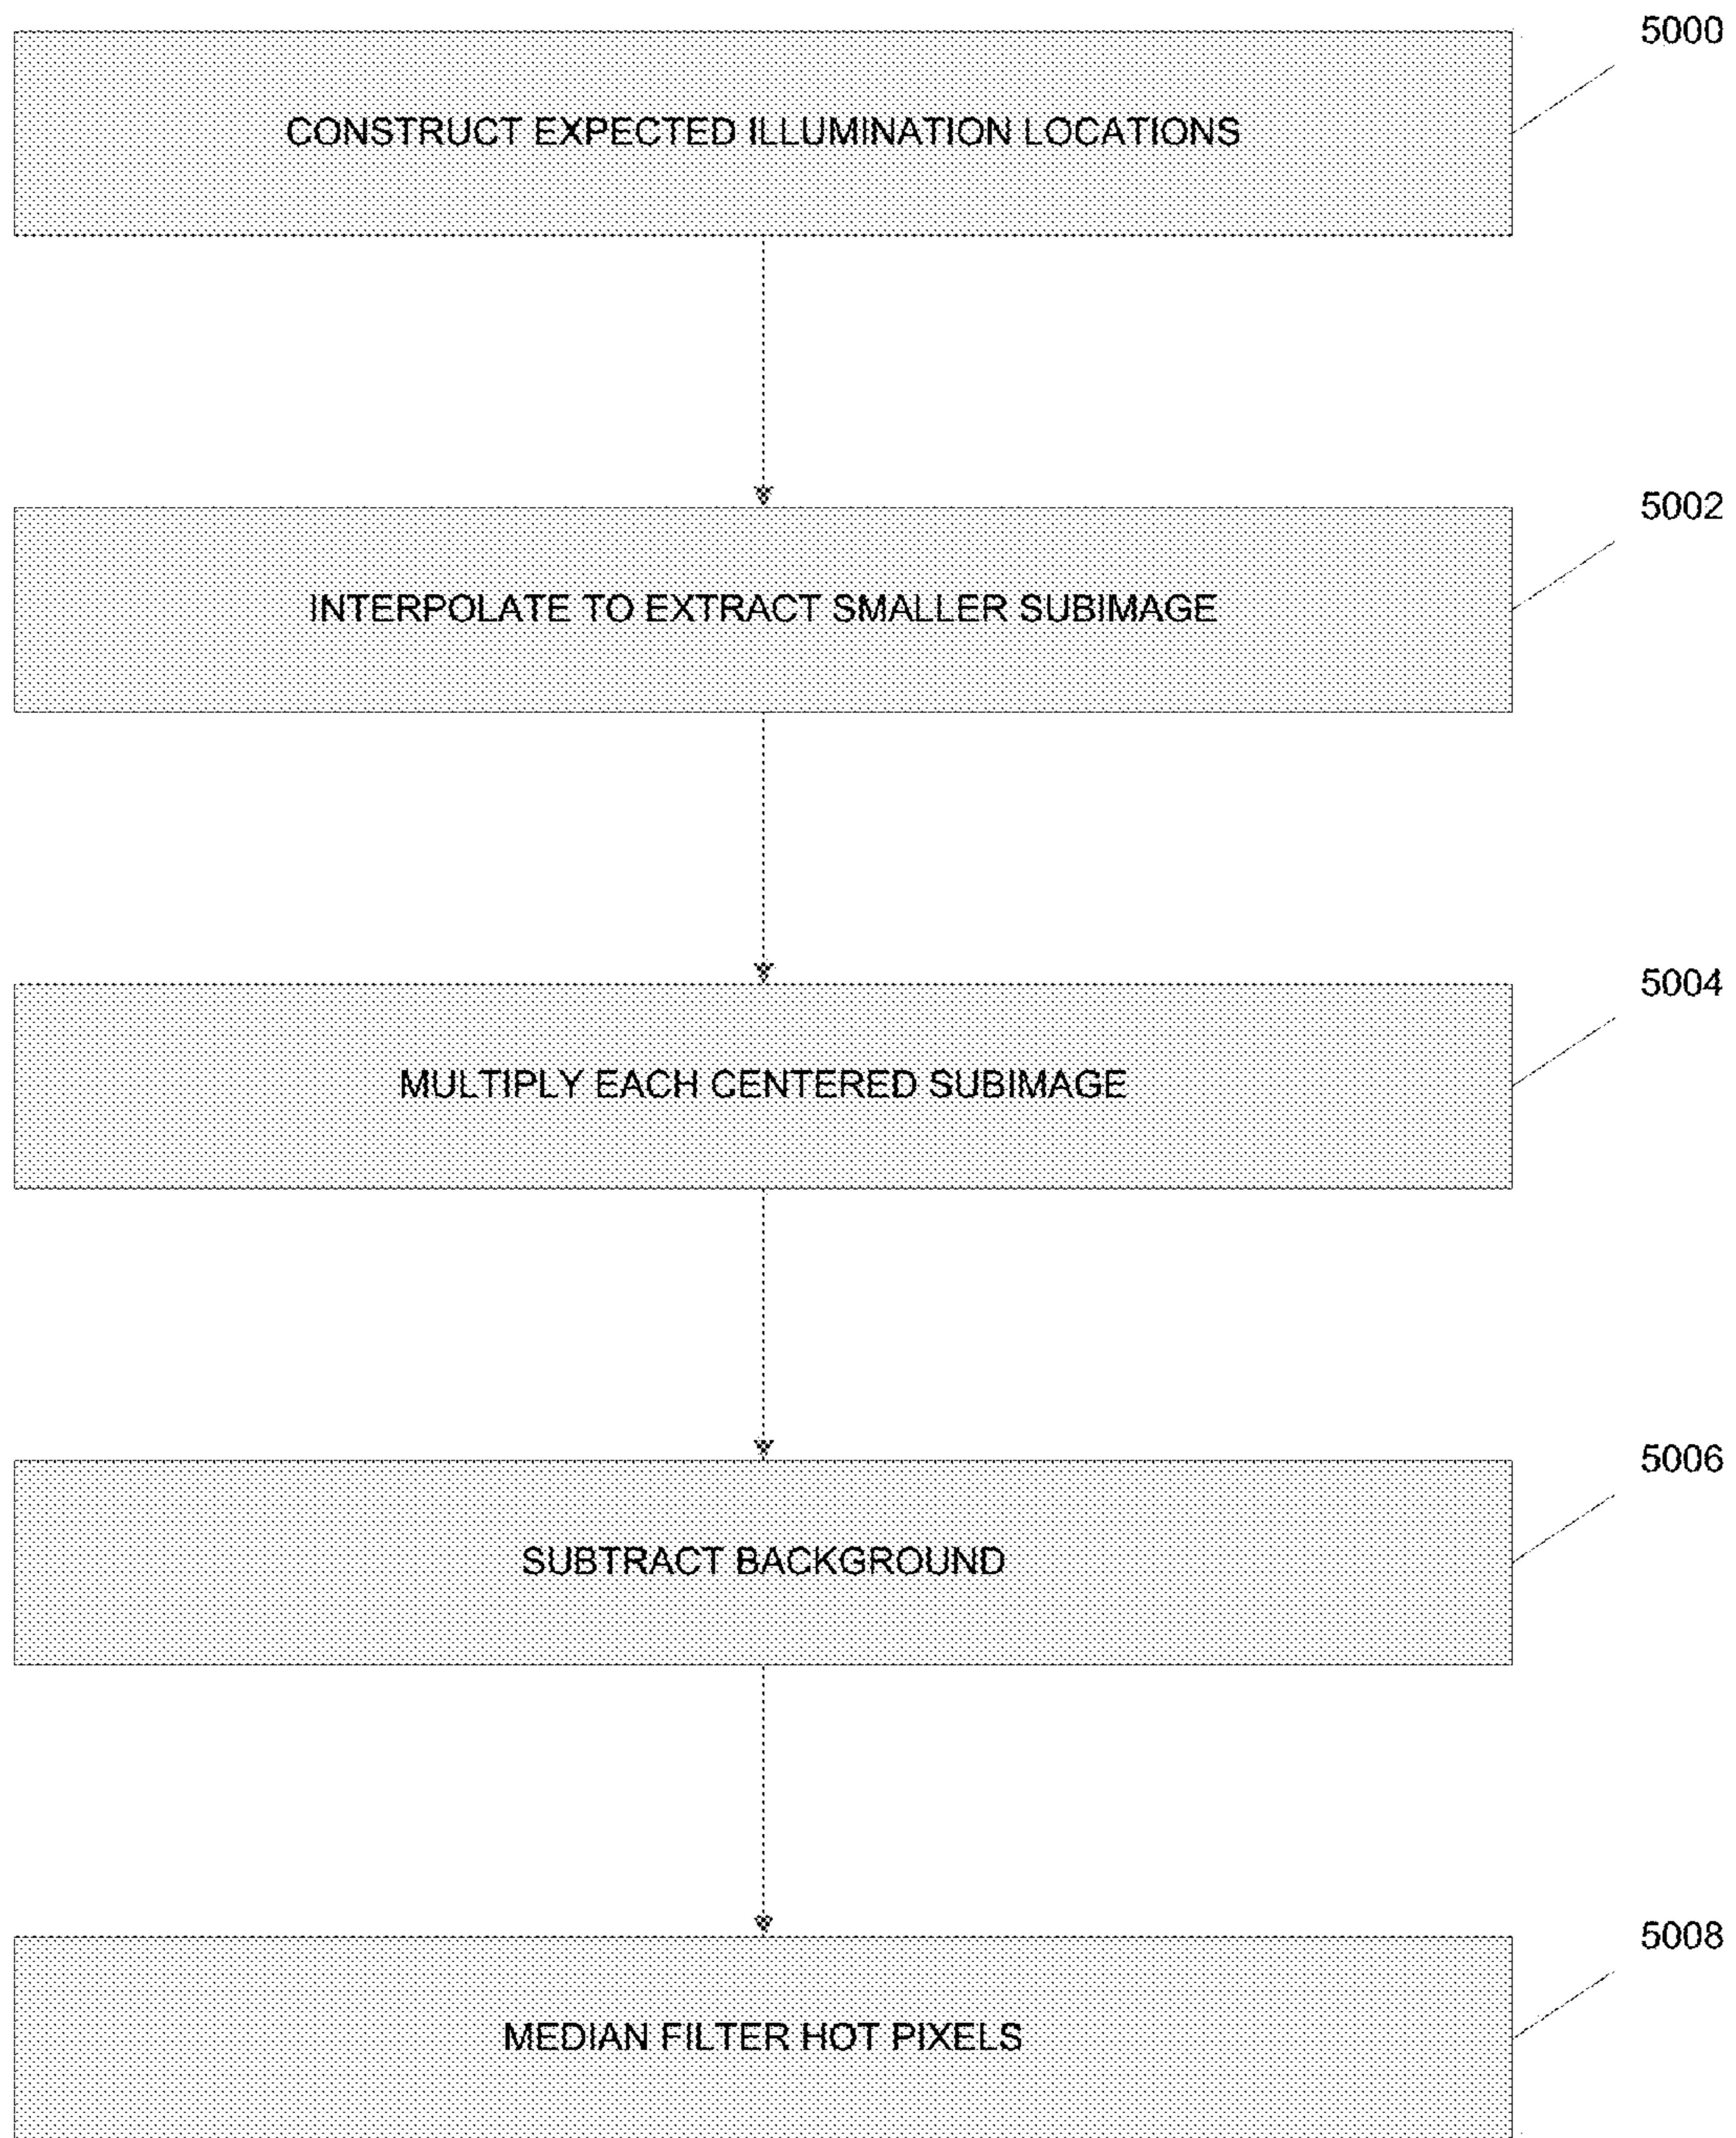 5000
CONSTRUCT EXPECTED ILLUMINATION LOCATIONS
5002
INTERPOLATE TO EXTRACT SMALLER SUBIMAGE
5004
MULTIPLY EACH CENTERED SUBIMAGE
5006
SUBTRACT BACKGROUND
5008
MEDIAN FILTER HOT PIXELS